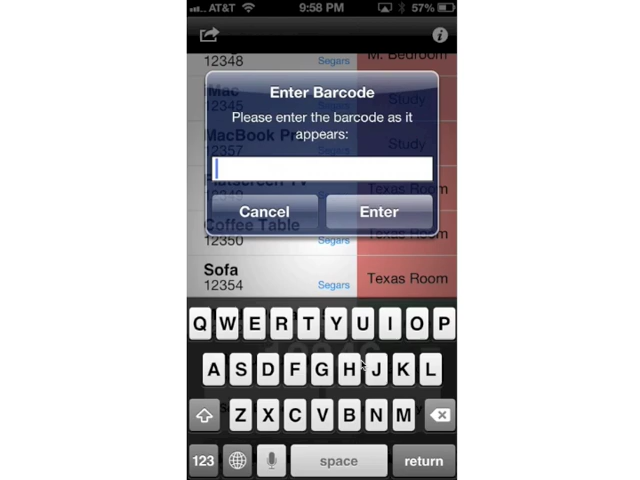 AT&T 9:58 PM 57%
12348 Segars M. Bedroom
Enter Barcode
Please enter the barcode as it
appears:
iMac
12345 Study
MacBook Pr
12357 Study
Flatscreen TV
Texas Room
Cancel Enter
Coffee Table
12350 Segars Texas Room
Sofa
12354 Segars Texas Room
Q W E R T Y U I O P
A S D F G H J K L
Z X C V B N M
123 space return